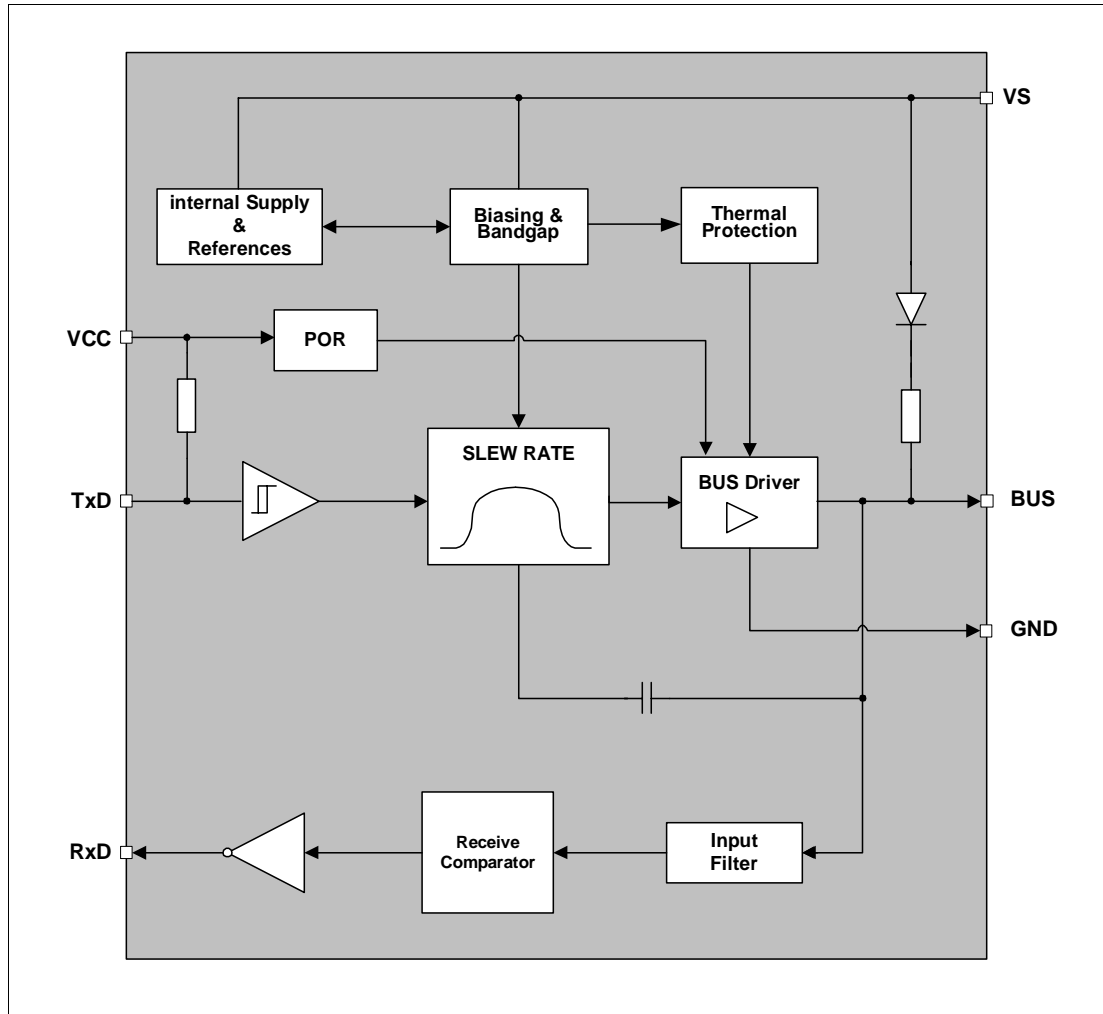 VS
internal Supply
&
References
Biasing &
Bandgap
Thermal
Protection
VCC
POR
SLEW RATE
BUS Driver
TxD
BUS
GND
RxD
Receive
Comparator
Input
Filter